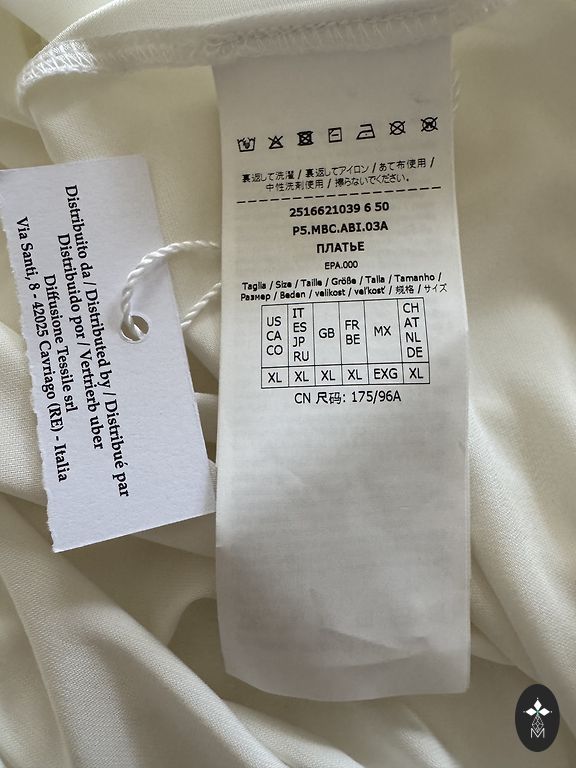 裏返して洗濯 / 裏返してアイロン / あて布使用 /
中性洗剤使用 / 擦らないでください。
2516621039 6 50
P5.MBC.ABI.03A
ПЛАТЬЕ
EPA.000
Taglia / Size / Taille / Größe / Talla / Tamanho /
Размер / Beden / velikost / veľkosť / 规格 / サイズ
US CA CO
IT ES JP RU
GB
FR BE
MX
CH AT NL DE
XL XL XL XL EXG XL
CN 尺码: 175/96A
Distribuito da / Distributed by / Distribué par
Distribuido por / Vertrierb uber
Diffusione Tessile srl
Via Santi, 8 - 42025 Cavriago (RE) - Italia
M